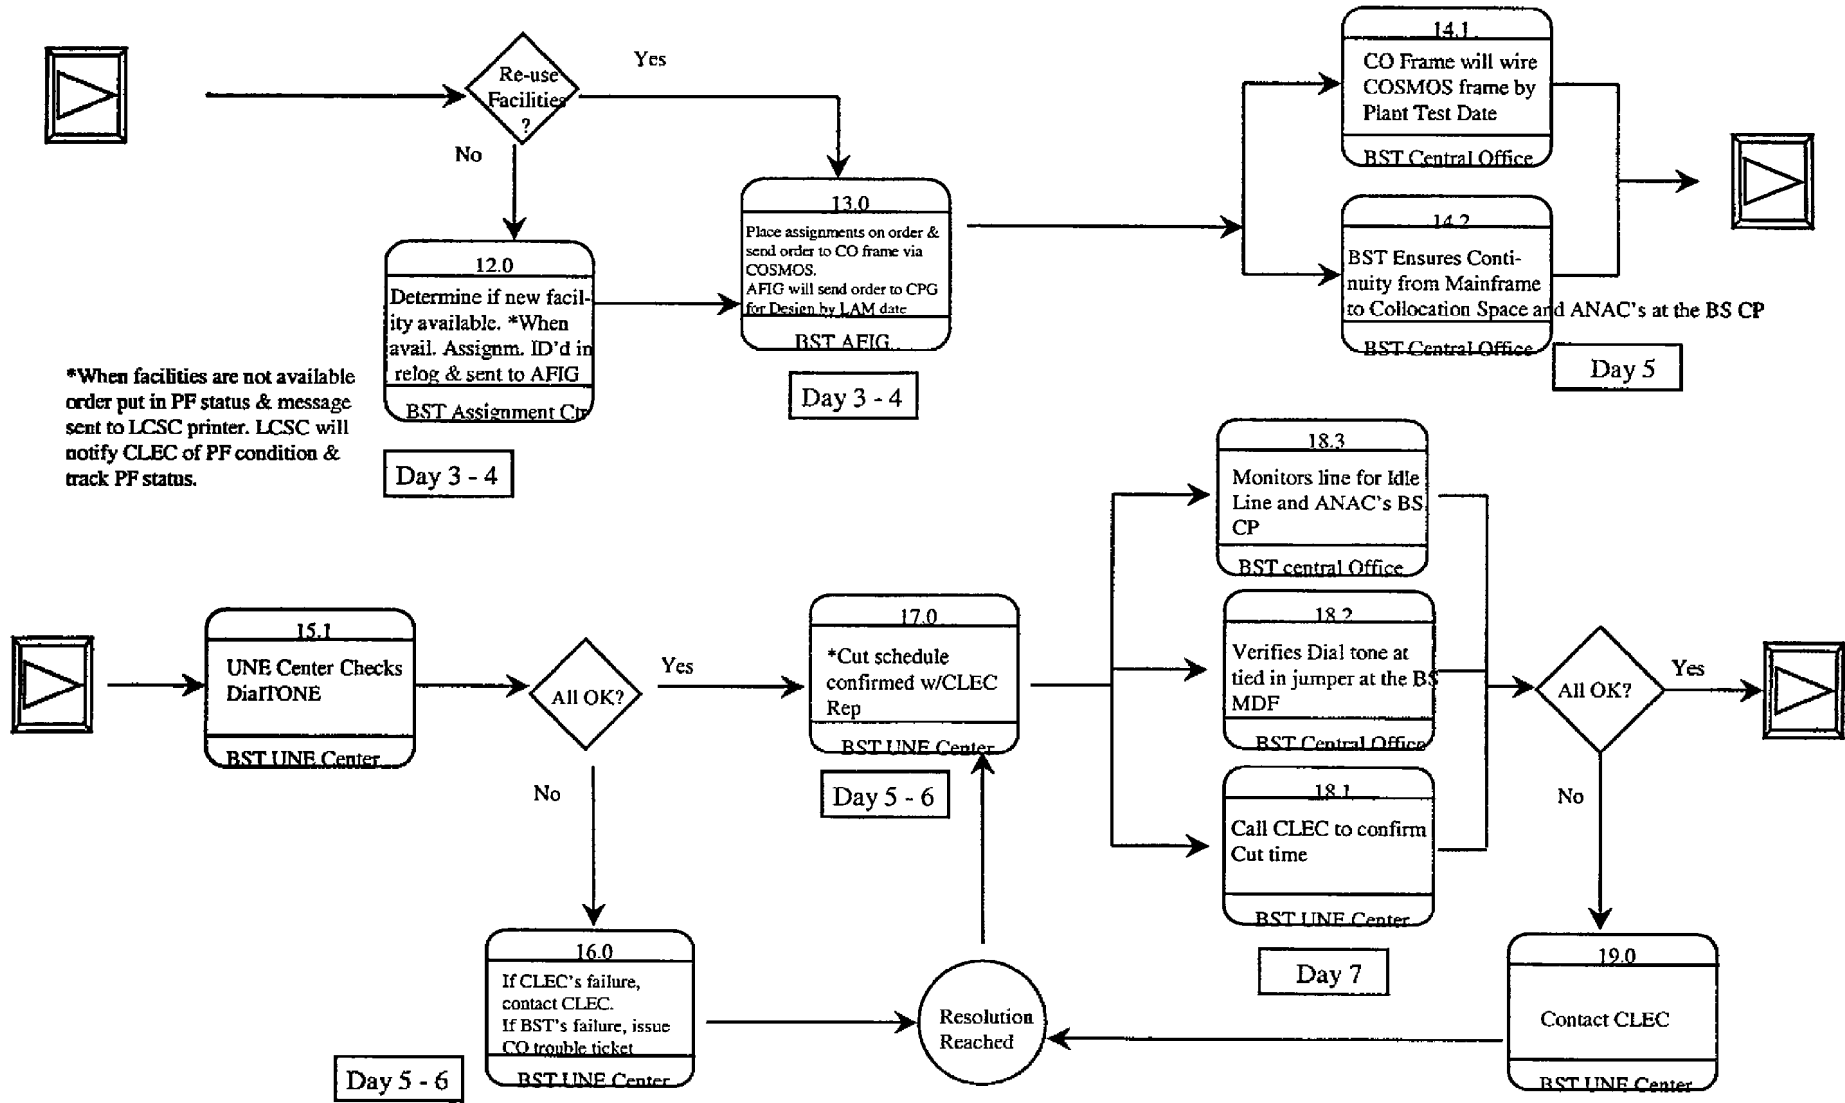 Re-use
Facilities
?
Yes
No
12.0
Determine if new facil-
ity available. *When
avail. Assignm. ID'd in
relog & sent to AFIG
BST Assignment Ctr
Day 3 - 4
*When facilities are not available
order put in PF status & message
sent to LCSC printer. LCSC will
notify CLEC of PF condition &
track PF status.
13.0
Place assignments on order &
send order to CO frame via
COSMOS.
AFIG will send order to CPG
for Design by LAM date
BST AFIG
Day 3 - 4
14.1
CO Frame will wire
COSMOS frame by
Plant Test Date
BST Central Office
14.2
BST Ensures Conti-
nuity from Mainframe
to Collocation Space and ANAC's at the BS CP
BST Central Office
Day 5
15.1
UNE Center Checks
DialTONE
BST UNE Center
All OK?
Yes
No
16.0
If CLEC's failure,
contact CLEC.
If BST's failure, issue
CO trouble ticket
BST UNE Center
Day 5 - 6
17.0
*Cut schedule
confirmed w/CLEC
Rep
BST UNE Center
Day 5 - 6
Resolution
Reached
18.3
Monitors line for Idle
Line and ANAC's BS
CP
BST central Office
18.2
Verifies Dial tone at
tied in jumper at the BS
MDF
BST Central Office
18.1
Call CLEC to confirm
Cut time
BST UNE Center
Day 7
All OK?
Yes
No
19.0
Contact CLEC
BST UNE Center